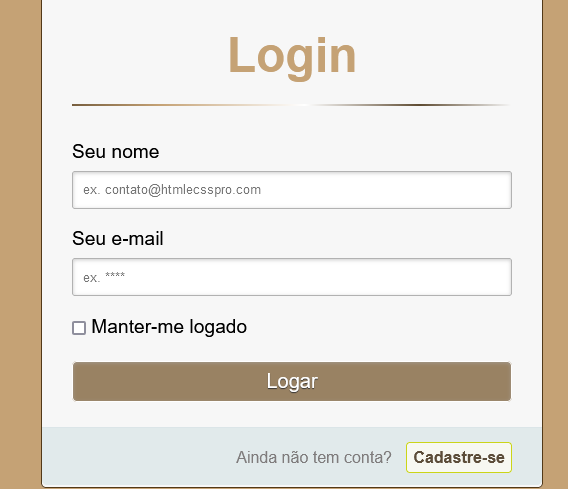 Login
Seu nome
ex. contato@htmlecsspro.com
Seu e-mail
ex. ****
Manter-me logado
Logar
Ainda não tem conta? Cadastre-se